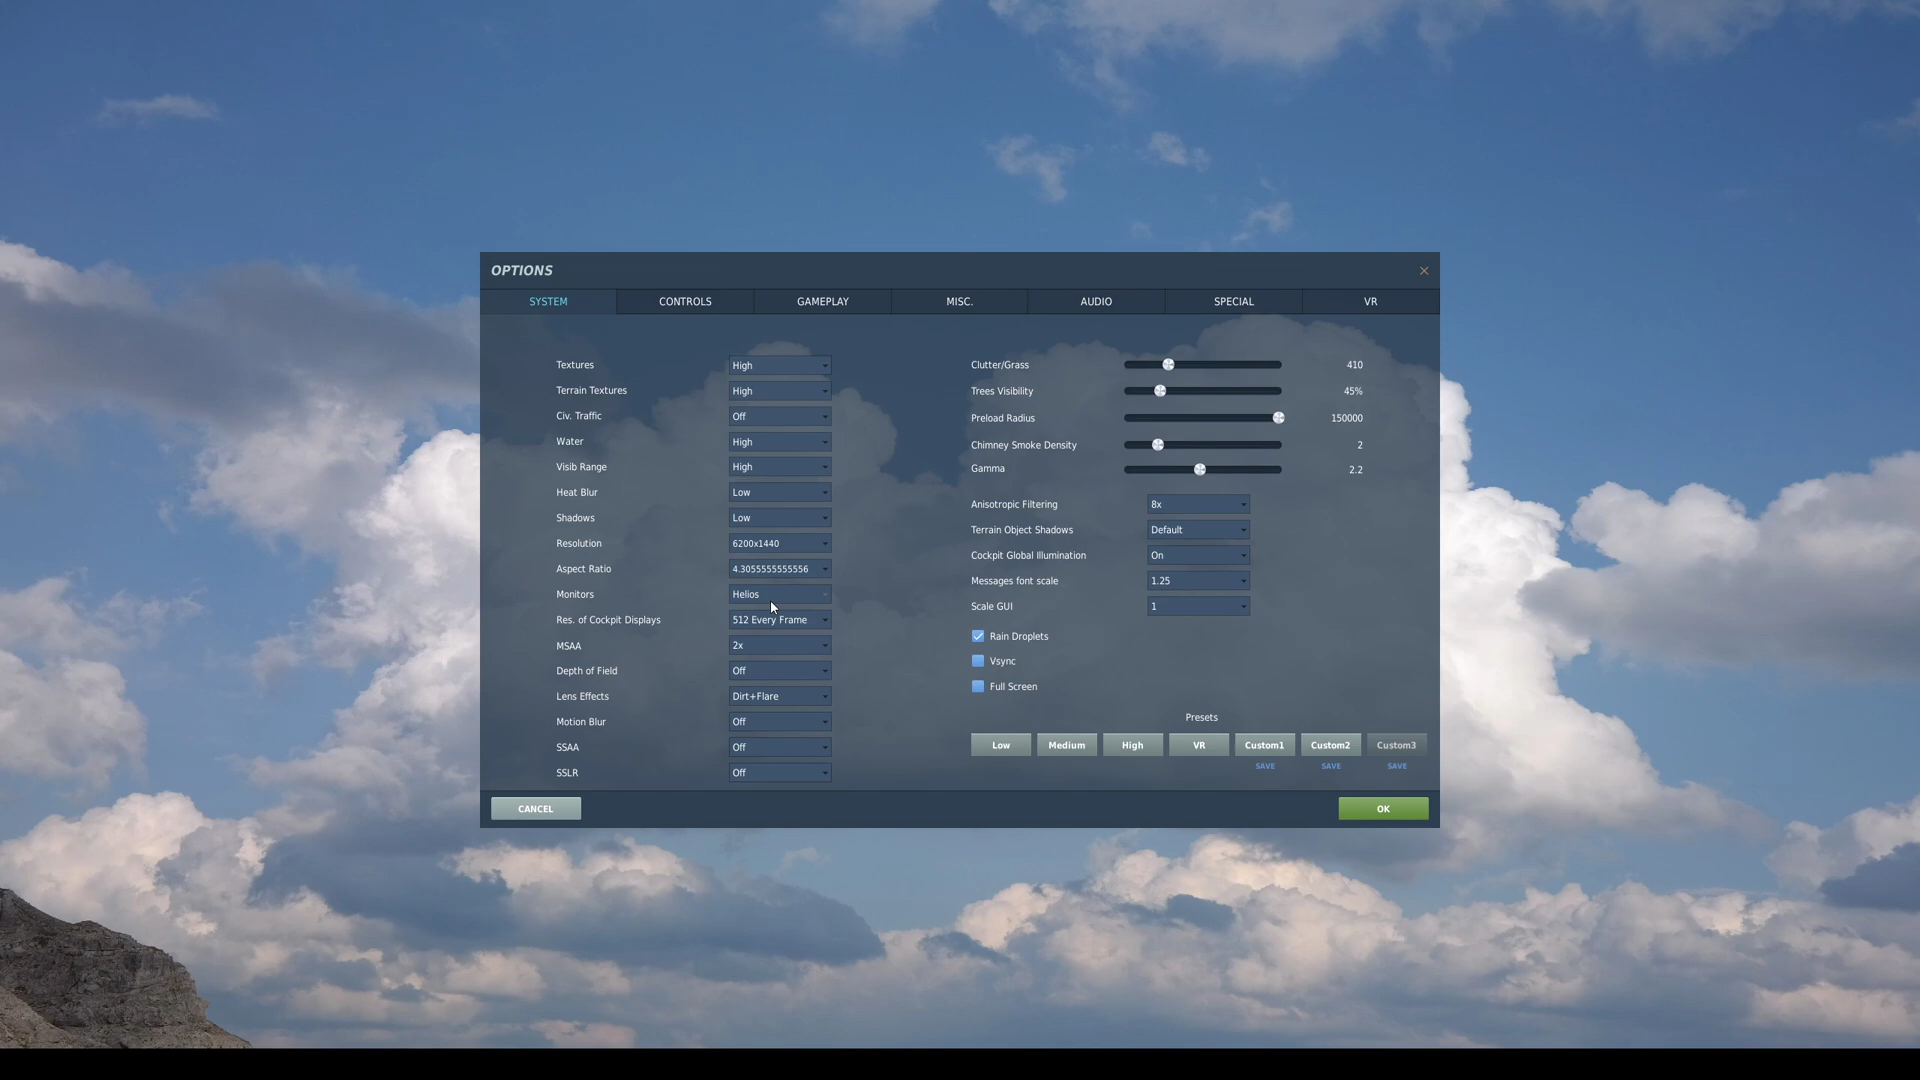 OPTIONS
SYSTEM CONTROLS GAMEPLAY MISC. AUDIO SPECIAL VR
Textures High
Terrain Textures High
Civ. Traffic Off
Water High
Visib Range High
Heat Blur Low
Shadows Low
Resolution 6200x1440
Aspect Ratio 4.3055555555556
Monitors Helios
Res. of Cockpit Displays 512 Every Frame
MSAA 2x
Depth of Field Off
Lens Effects Dirt+Flare
Motion Blur Off
SSAA Off
SSLR Off
Clutter/Grass 410
Trees Visibility 45%
Preload Radius 150000
Chimney Smoke Density 2
Gamma 2.2
Anisotropic Filtering 8x
Terrain Object Shadows Default
Cockpit Global Illumination On
Messages font scale 1.25
Scale GUI 1
Rain Droplets
Vsync
Full Screen
Presets
Low Medium High VR Custom1 Custom2 Custom3
SAVE SAVE SAVE
CANCEL OK